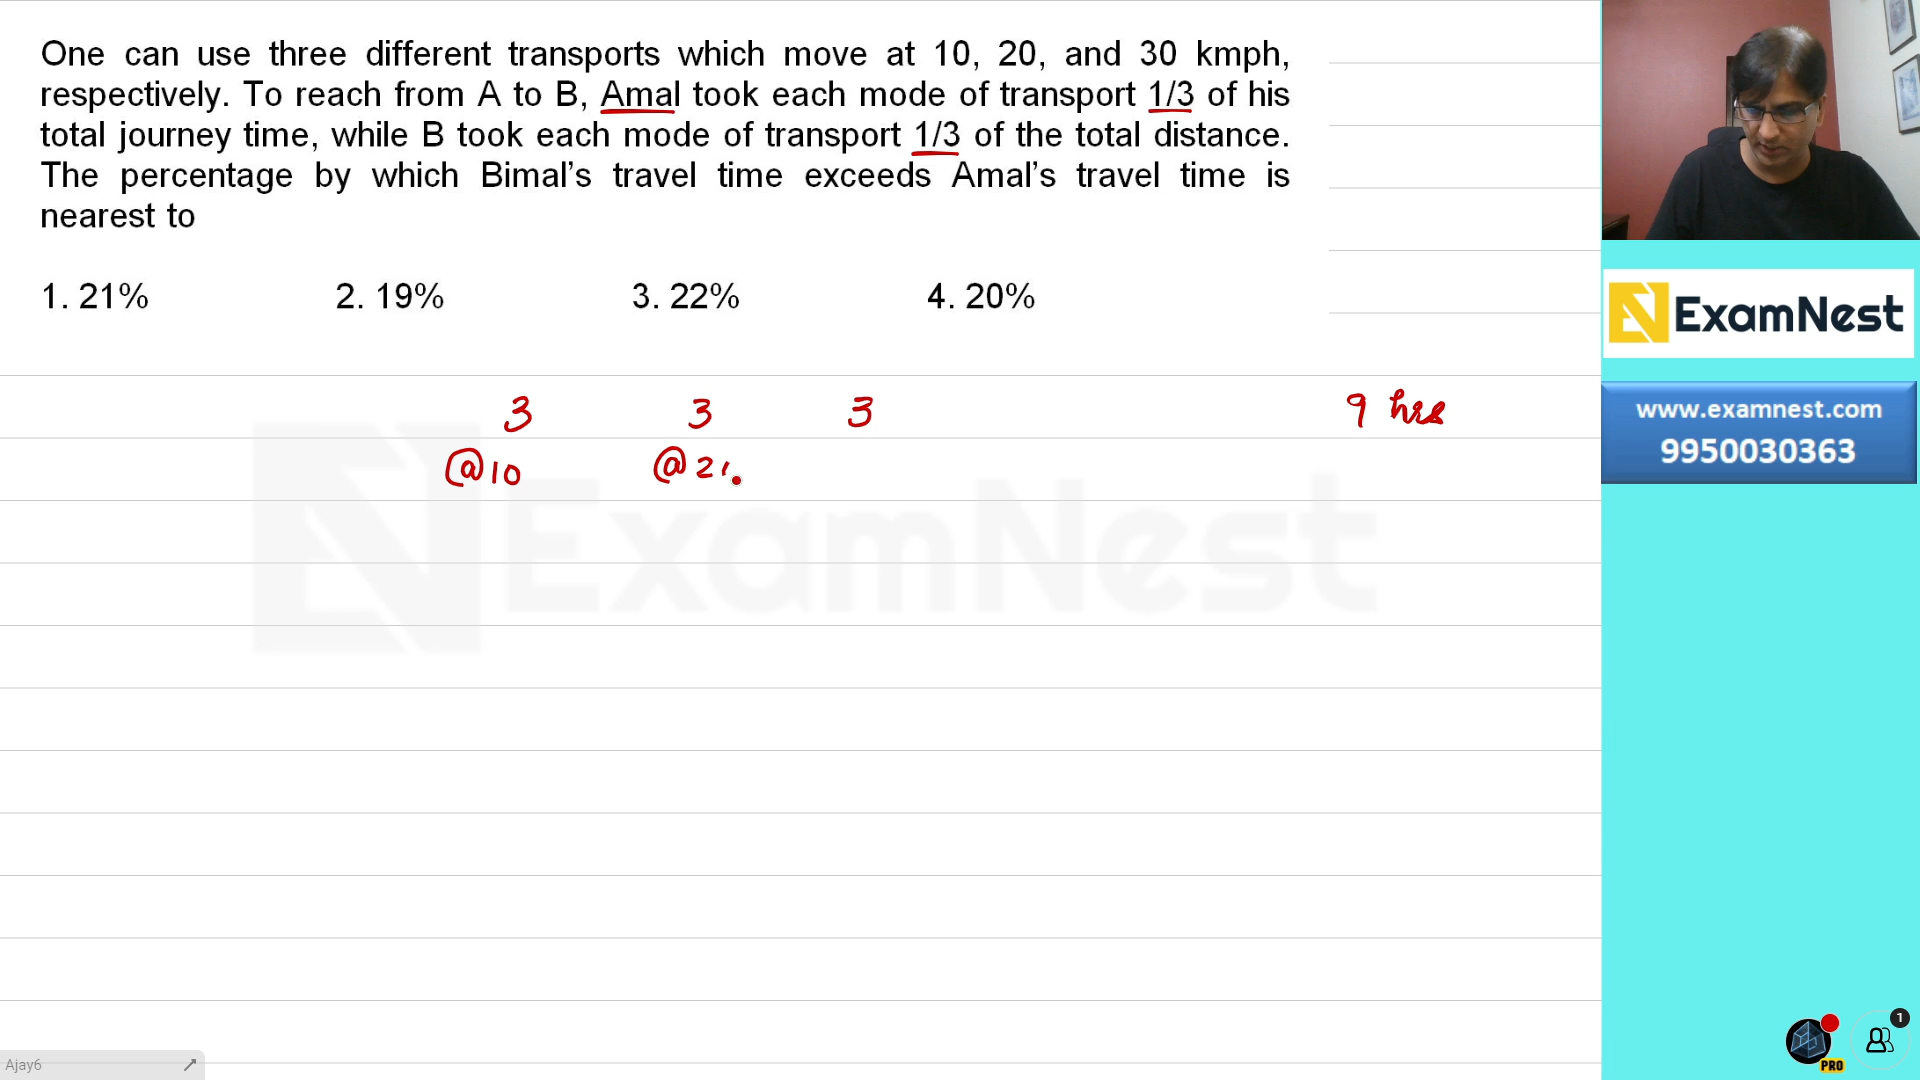 One can use three different transports which move at 10, 20, and 30 kmph,
respectively. To reach from A to B, Amal took each mode of transport 1/3 of his
total journey time, while B took each mode of transport 1/3 of the total distance.
The percentage by which Bimal’s travel time exceeds Amal’s travel time is
nearest to
1. 21% 2. 19% 3. 22% 4. 20%
3 3 3 9 hrs
@10 @2
ExamNest
ExamNest
www.examnest.com
9950030363
1
PRO
Ajay6